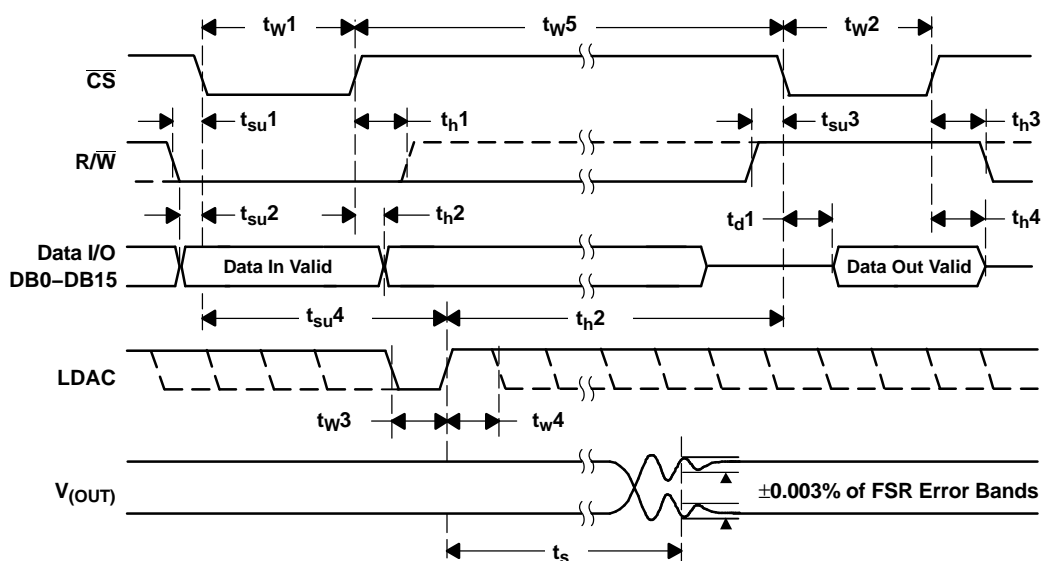 tW1 tW5 tW2
CS
tsu1 th1 tsu3 th3
R/W
tsu2 th2 td1 th4
Data I/O
DB0–DB15
Data In Valid Data Out Valid
tsu4 th2
LDAC
tW3 tw4
V(OUT)
±0.003% of FSR Error Bands
ts